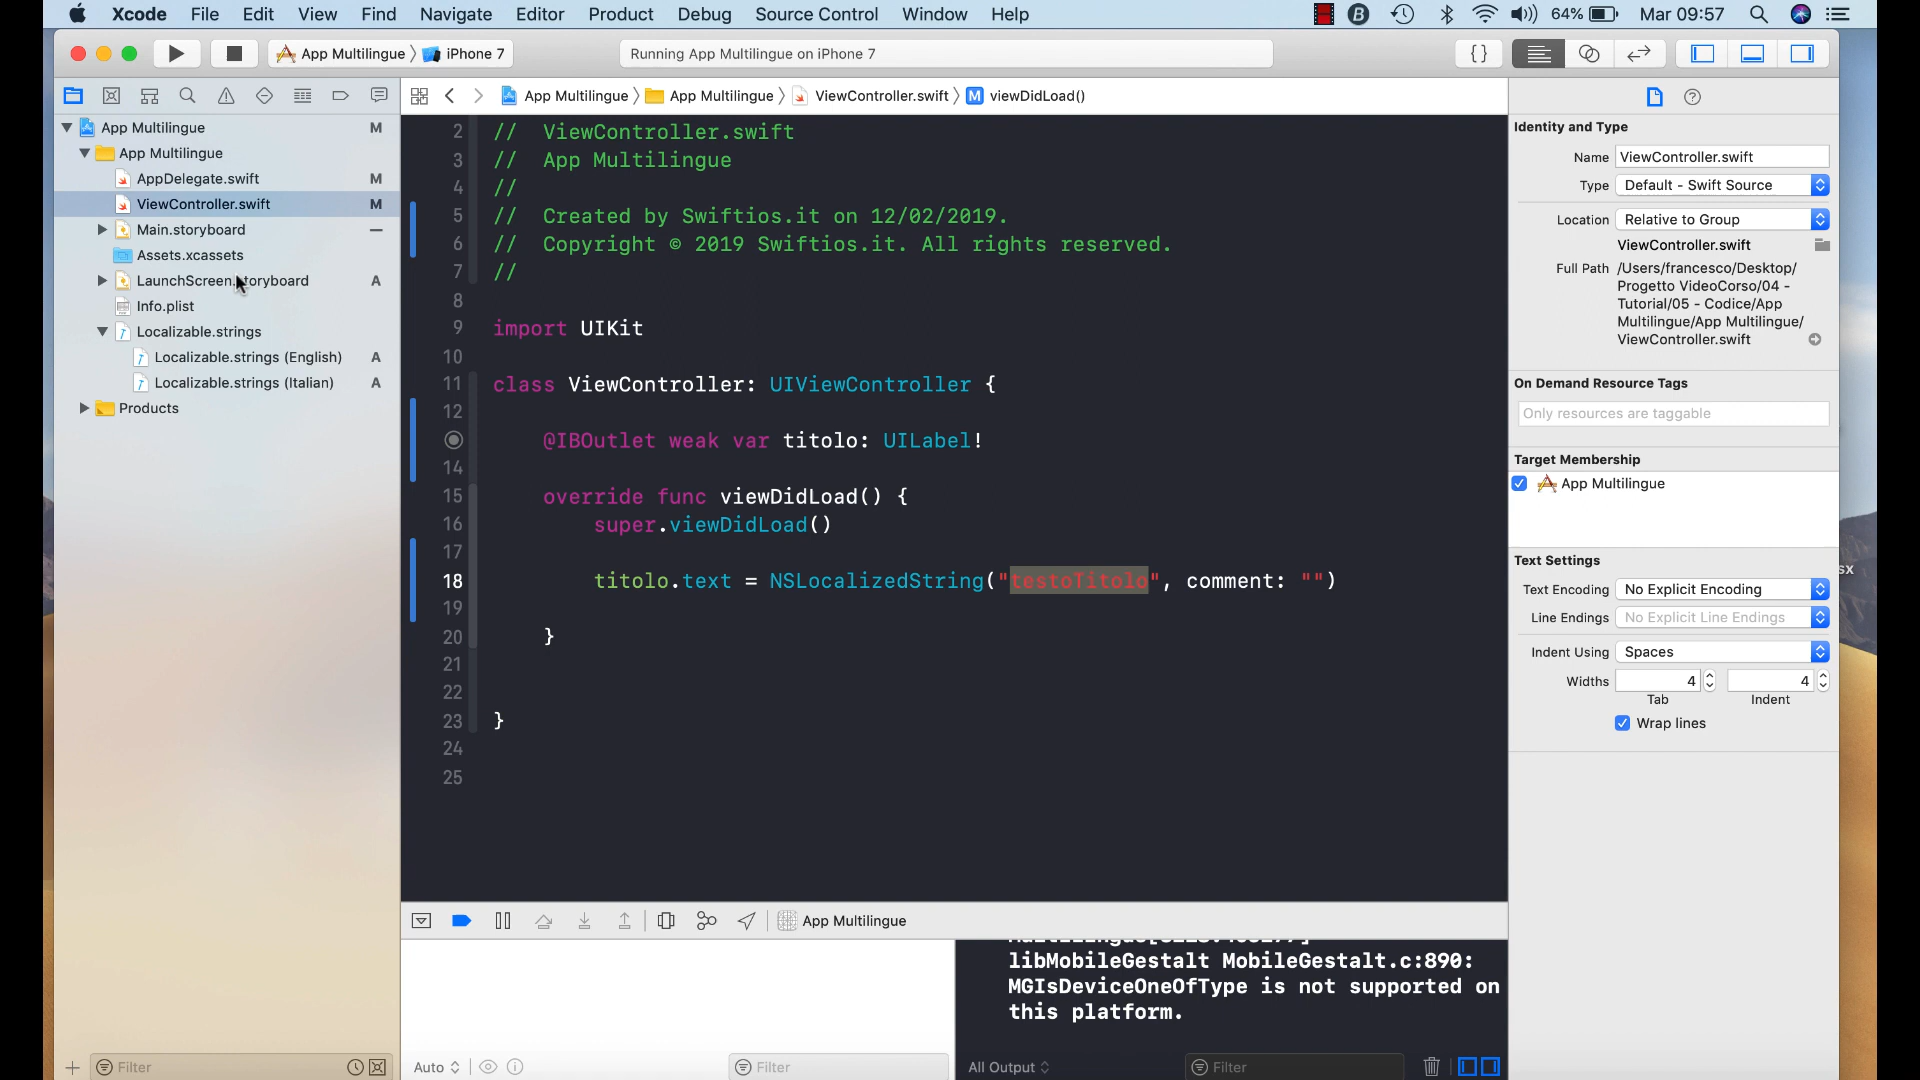 Xcode File Edit View Find Navigate Editor Product Debug Source Control Window Help 64% Mar 09:57
App Multilingue iPhone 7 Running App Multilingue on iPhone 7
App Multilingue App Multilingue ViewController.swift M viewDidLoad()
App Multilingue M
App Multilingue
AppDelegate.swift M
ViewController.swift M
Main.storyboard
Assets.xcassets
LaunchScreen.storyboard A
Info.plist
Localizable.strings
Localizable.strings (English) A
Localizable.strings (Italian) A
Products
Filter
2 // ViewController.swift
3 // App Multilingue
4 //
5 // Created by Swiftios.it on 12/02/2019.
6 // Copyright © 2019 Swiftios.it. All rights reserved.
7 //
8
9 import UIKit
10
11 class ViewController: UIViewController {
12
@IBOutlet weak var titolo: UILabel!
14
15 override func viewDidLoad() {
16 super.viewDidLoad()
17
18 titolo.text = NSLocalizedString("testoTitolo", comment: "")
19
20 }
21
22
23 }
24
25
App Multilingue
libMobileGestalt MobileGestalt.c:890:
MGIsDeviceOneOfType is not supported on
this platform.
Auto Filter All Output Filter
Identity and Type
Name ViewController.swift
Type Default - Swift Source
Location Relative to Group
ViewController.swift
Full Path /Users/francesco/Desktop/
Progetto VideoCorso/04 -
Tutorial/05 - Codice/App
Multilingue/App Multilingue/
ViewController.swift
On Demand Resource Tags
Only resources are taggable
Target Membership
App Multilingue
Text Settings
Text Encoding No Explicit Encoding
Line Endings No Explicit Line Endings
Indent Using Spaces
Widths 4 4
Tab Indent
Wrap lines
sx